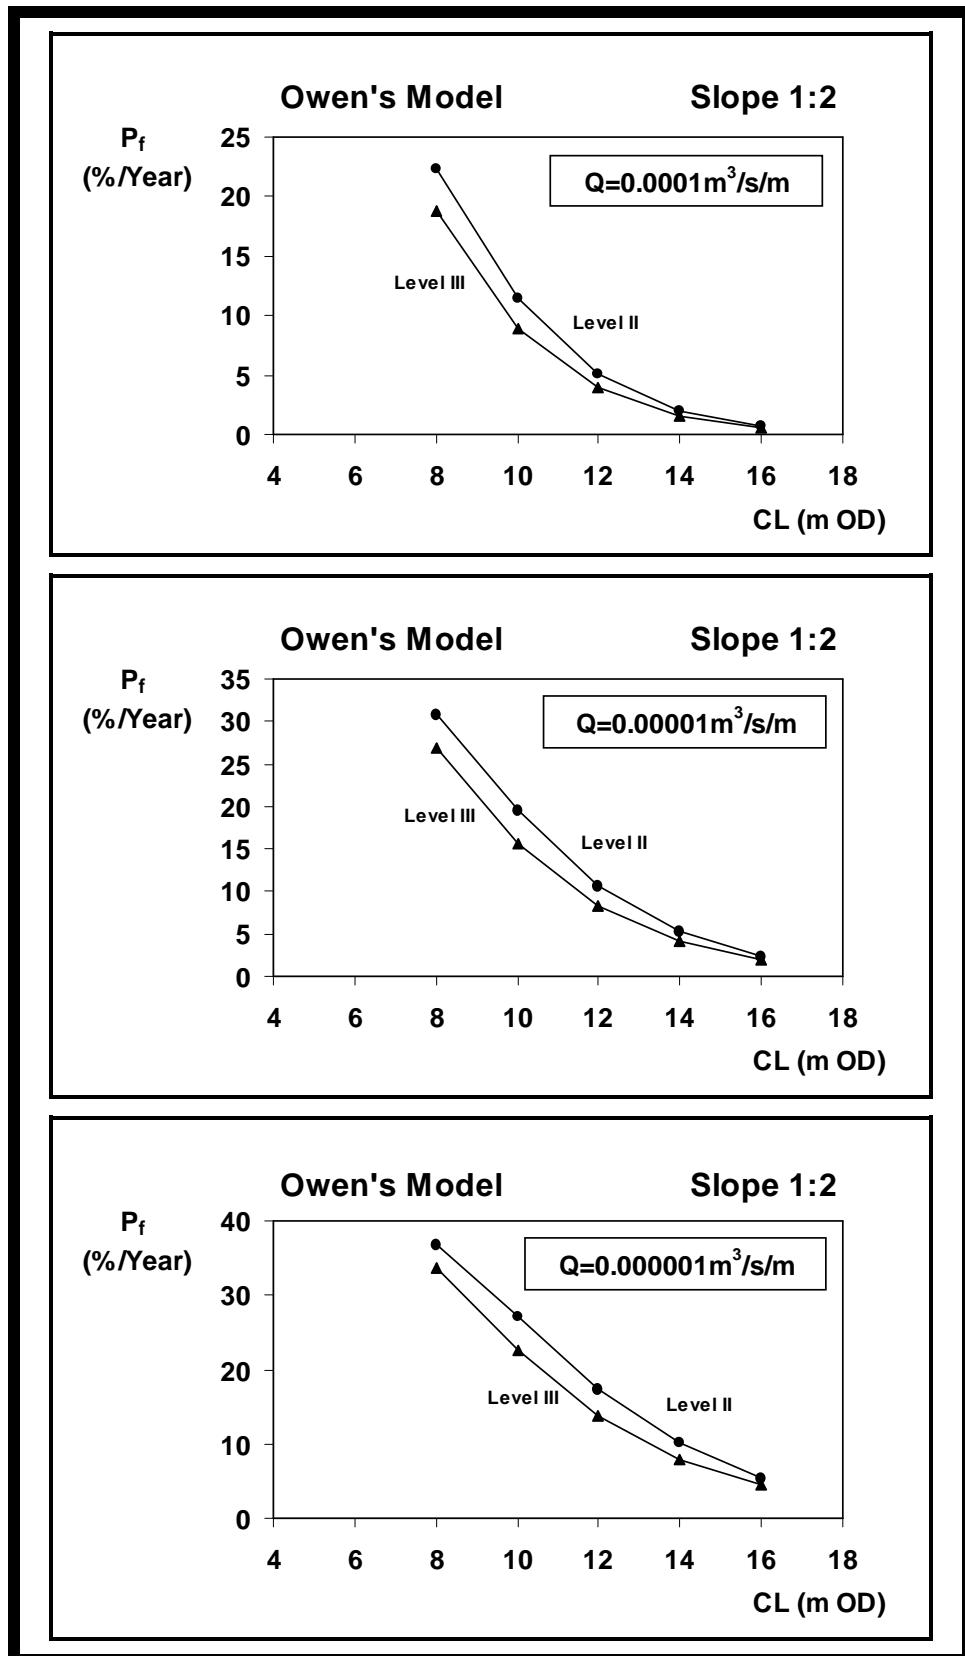 Owen's Model Slope 1:2
Pf
(%/Year)
25
20
15
10
5
0
Q=0.0001m³/s/m
Level III
Level II
4 6 8 10 12 14 16 18
CL (m OD)
Owen's Model Slope 1:2
Pf
(%/Year)
35
30
25
20
15
10
5
0
Q=0.00001m³/s/m
Level III
Level II
4 6 8 10 12 14 16 18
CL (m OD)
Owen's Model Slope 1:2
Pf
(%/Year)
40
30
20
10
0
Q=0.000001m³/s/m
Level III
Level II
4 6 8 10 12 14 16 18
CL (m OD)